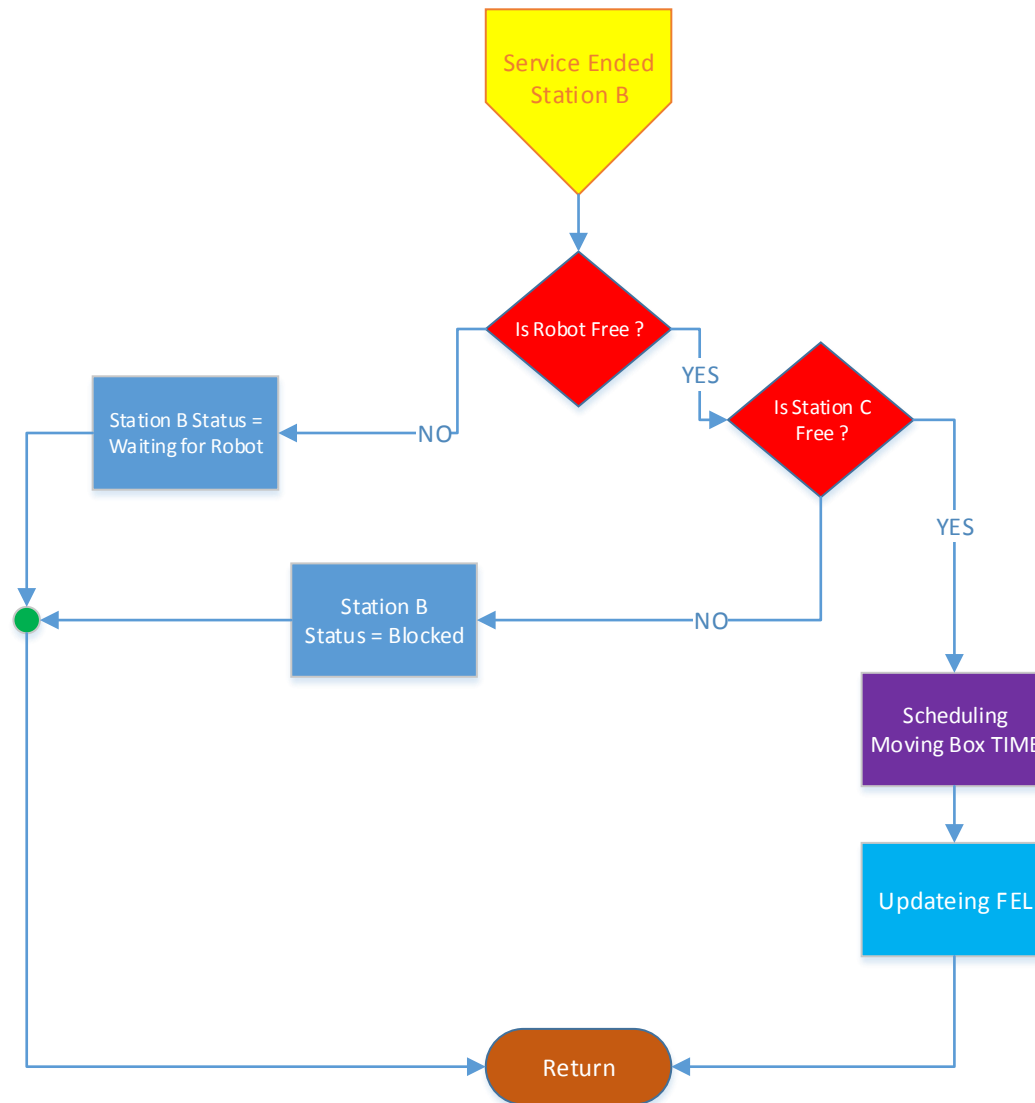 Service Ended
Station B
Is Robot Free ?
YES
Is Station C
Free ?
Station B Status =
Waiting for Robot
NO
YES
Station B
Status = Blocked
NO
Scheduling
Moving Box TIME
Updateing FEL
Return